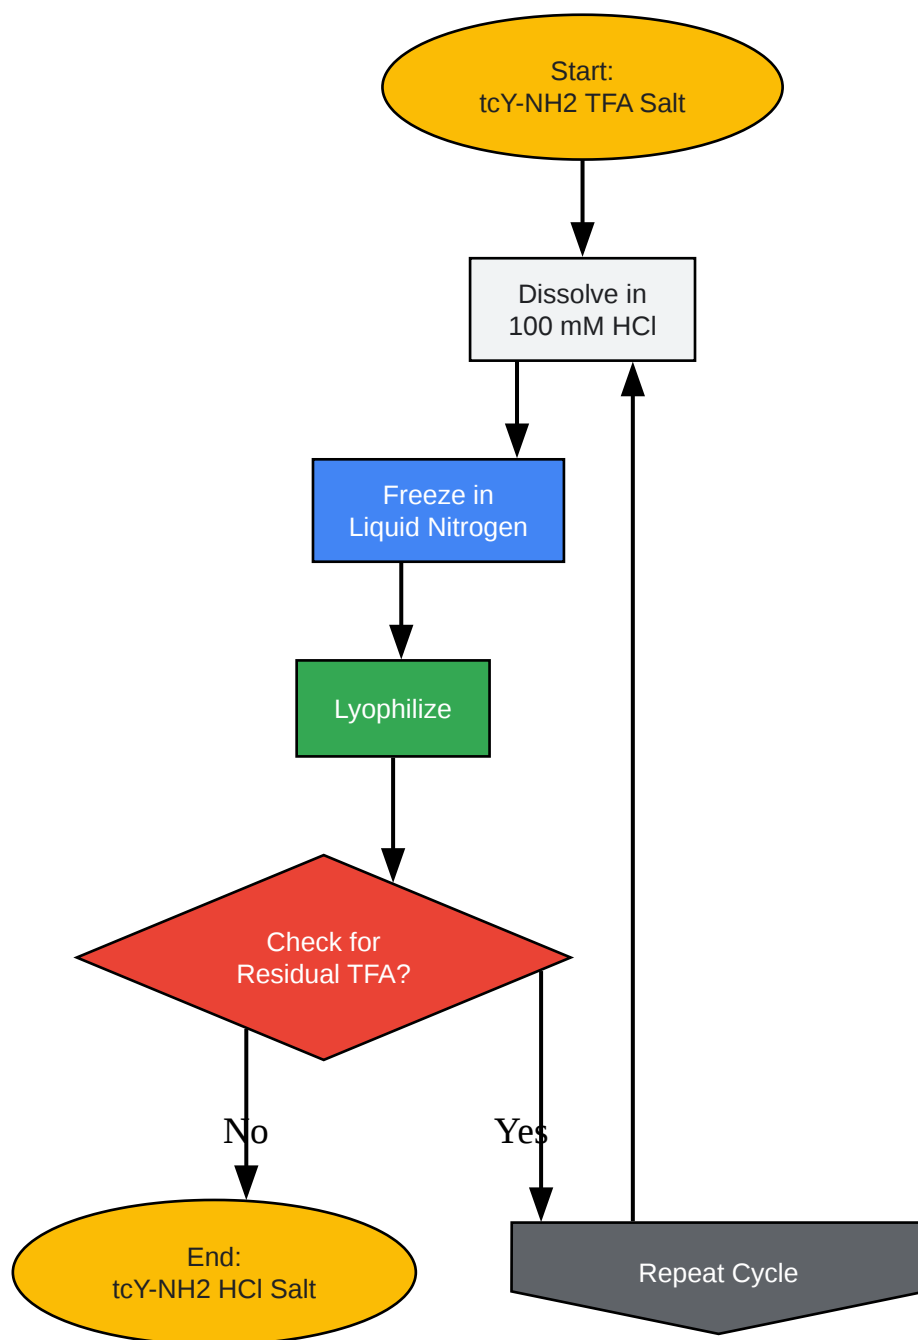 Start:
tcY-NH2 TFA Salt
Dissolve in
100 mM HCl
Freeze in
Liquid Nitrogen
Lyophilize
Check for
Residual TFA?
No
Yes
End:
tcY-NH2 HCl Salt
Repeat Cycle